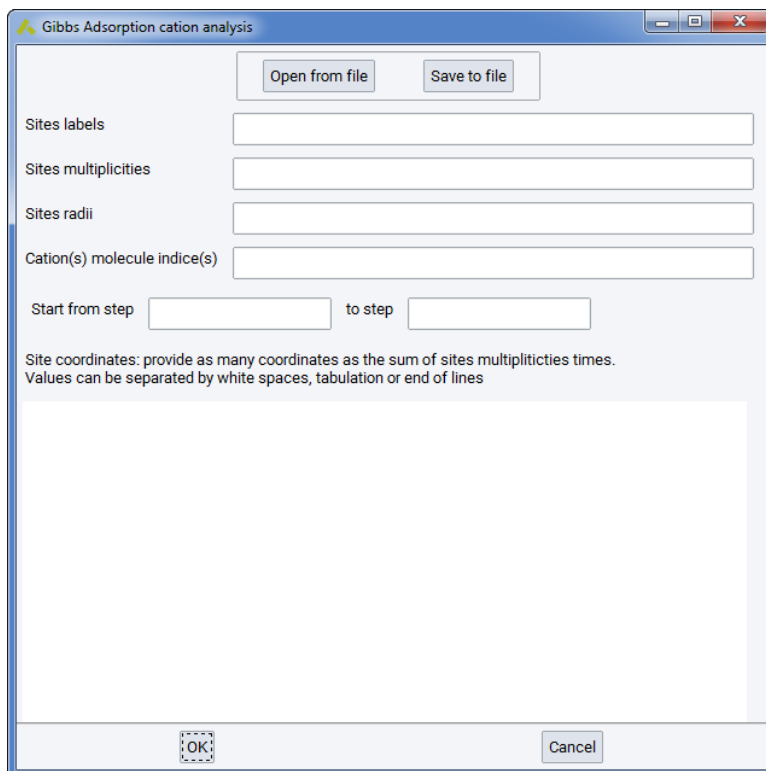 Gibbs Adsorption cation analysis
Open from file Save to file
Sites labels
Sites multiplicities
Sites radii
Cation(s) molecule indice(s)
Start from step to step
Site coordinates: provide as many coordinates as the sum of sites multipliticties times.
Values can be separated by white spaces, tabulation or end of lines
OK Cancel